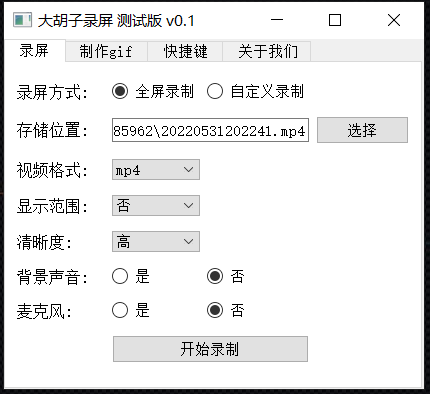 大胡子录屏 测试版 v0.1
录屏 制作gif 快捷键 关于我们
录屏方式: 全屏录制 自定义录制
存储位置: 85962\20220531202241.mp4 选择
视频格式: mp4
显示范围: 否
清晰度: 高
背景声音: 是 否
麦克风: 是 否
开始录制